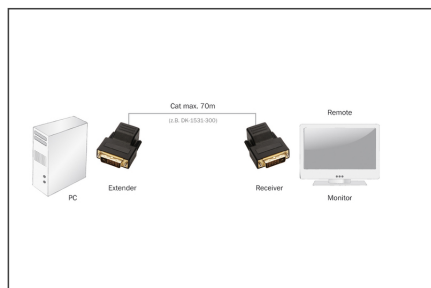 Cat max. 70m
(z.B. DK-1531-300)
Remote
PC
Extender
Receiver
Monitor